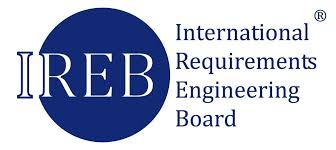 IREB
International
Requirements
Engineering
Board
®